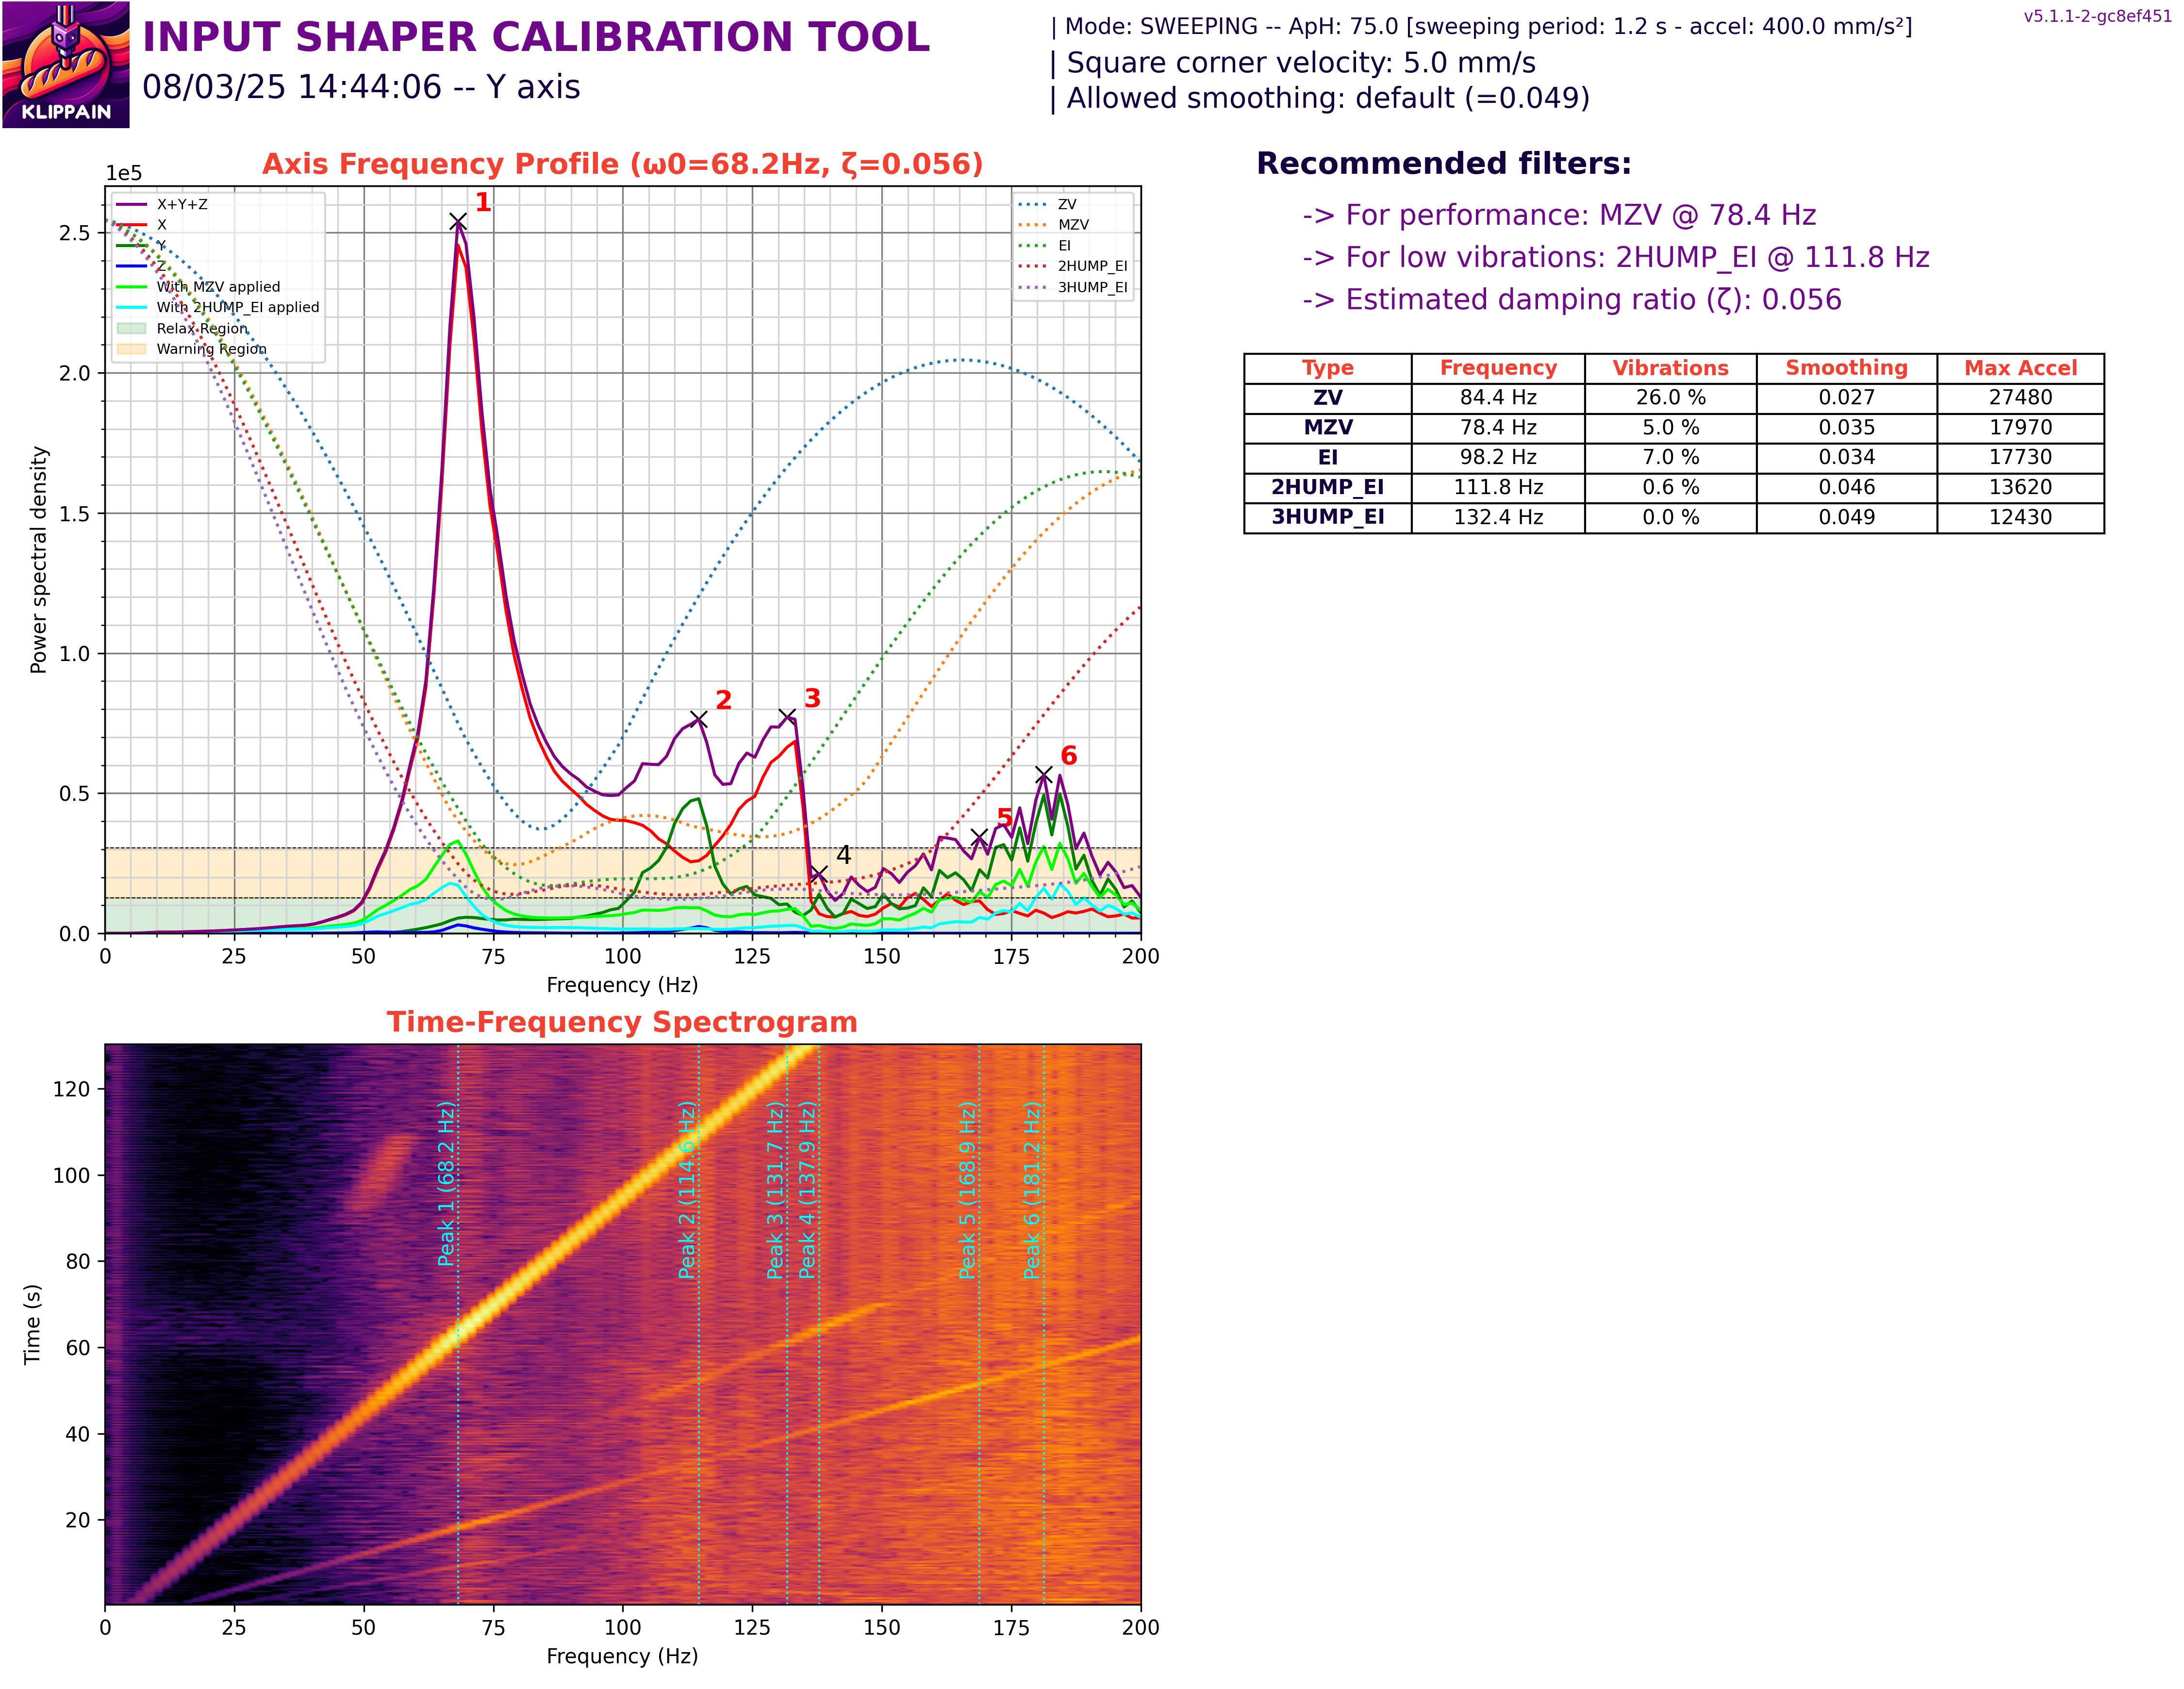 KLIPPAIN
INPUT SHAPER CALIBRATION TOOL
08/03/25 14:44:06 -- Y axis
| Mode: SWEEPING -- ApH: 75.0 [sweeping period: 1.2 s - accel: 400.0 mm/s²]
| Square corner velocity: 5.0 mm/s
| Allowed smoothing: default (=0.049)
v5.1.1-2-gc8ef451
Axis Frequency Profile (ω0=68.2Hz, ζ=0.056)
1e5
2.5
2.0
1.5
1.0
0.5
0.0
Power spectral density
X+Y+Z
X
Y
Z
With MZV applied
With 2HUMP_EI applied
Relax Region
Warning Region
ZV
MZV
EI
2HUMP_EI
3HUMP_EI
1
2
3
4
5
6
0 25 50 75 100 125 150 175 200
Frequency (Hz)
Recommended filters:
-> For performance: MZV @ 78.4 Hz
-> For low vibrations: 2HUMP_EI @ 111.8 Hz
-> Estimated damping ratio (ζ): 0.056
Type Frequency Vibrations Smoothing Max Accel
ZV 84.4 Hz 26.0 % 0.027 27480
MZV 78.4 Hz 5.0 % 0.035 17970
EI 98.2 Hz 7.0 % 0.034 17730
2HUMP_EI 111.8 Hz 0.6 % 0.046 13620
3HUMP_EI 132.4 Hz 0.0 % 0.049 12430
Time-Frequency Spectrogram
120
100
80
60
40
20
Time (s)
Peak 1 (68.2 Hz)
Peak 2 (114.6 Hz)
Peak 3 (131.7 Hz)
Peak 4 (137.9 Hz)
Peak 5 (168.9 Hz)
Peak 6 (181.2 Hz)
0 25 50 75 100 125 150 175 200
Frequency (Hz)